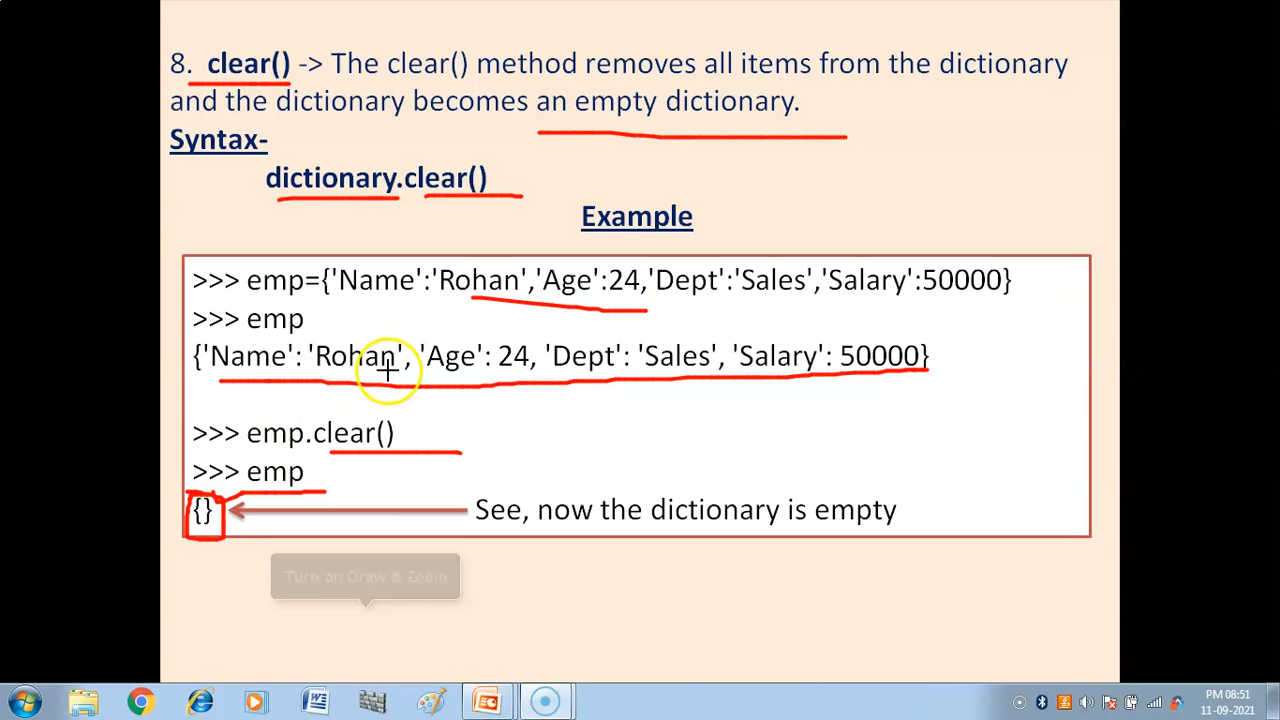 8. clear() -> The clear() method removes all items from the dictionary
and the dictionary becomes an empty dictionary.
Syntax-
dictionary.clear()
Example
>>> emp={'Name':'Rohan','Age':24,'Dept':'Sales','Salary':50000}
>>> emp
{'Name': 'Rohan', 'Age': 24, 'Dept': 'Sales', 'Salary': 50000}
>>> emp.clear()
>>> emp
{} See, now the dictionary is empty
Turn on Draw & Zoom
PM 08:51
11-09-2021